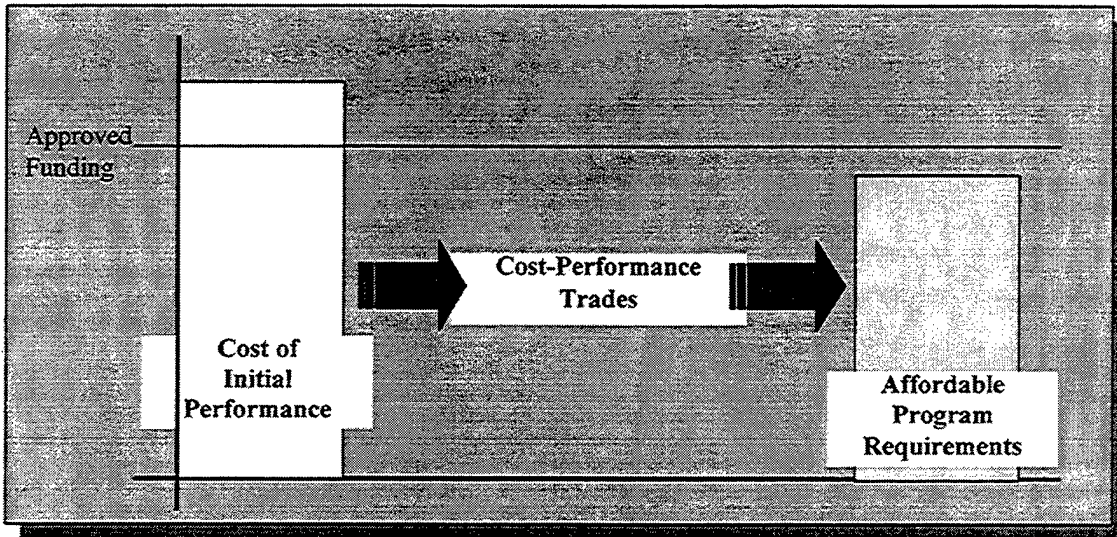 Approved
Funding
Cost-Performance
Trades
Cost of
Initial
Performance
Affordable
Program
Requirements